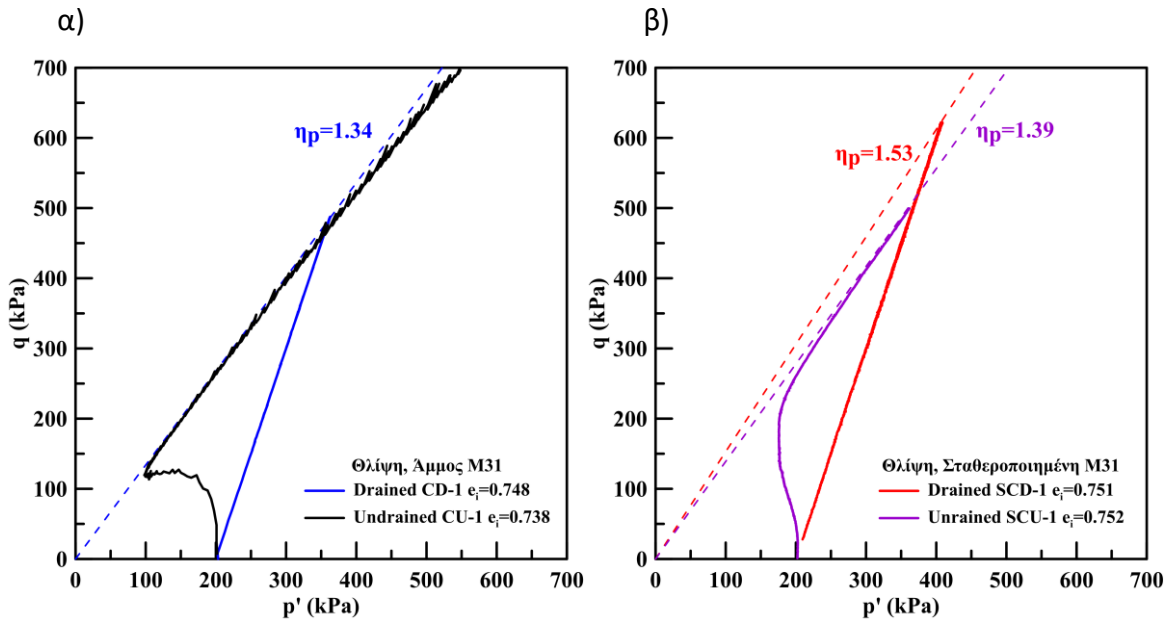 α)
700
600
500
400
300
200
100
0
q (kPa)
0 100 200 300 400 500 600 700
p' (kPa)
ηp=1.34
Θλίψη, Άμμος M31
Drained CD-1 ei=0.748
Undrained CU-1 ei=0.738
β)
700
600
500
400
300
200
100
0
q (kPa)
0 100 200 300 400 500 600 700
p' (kPa)
ηp=1.53
ηp=1.39
Θλίψη, Σταθεροποιημένη M31
Drained SCD-1 ei=0.751
Unrained SCU-1 ei=0.752